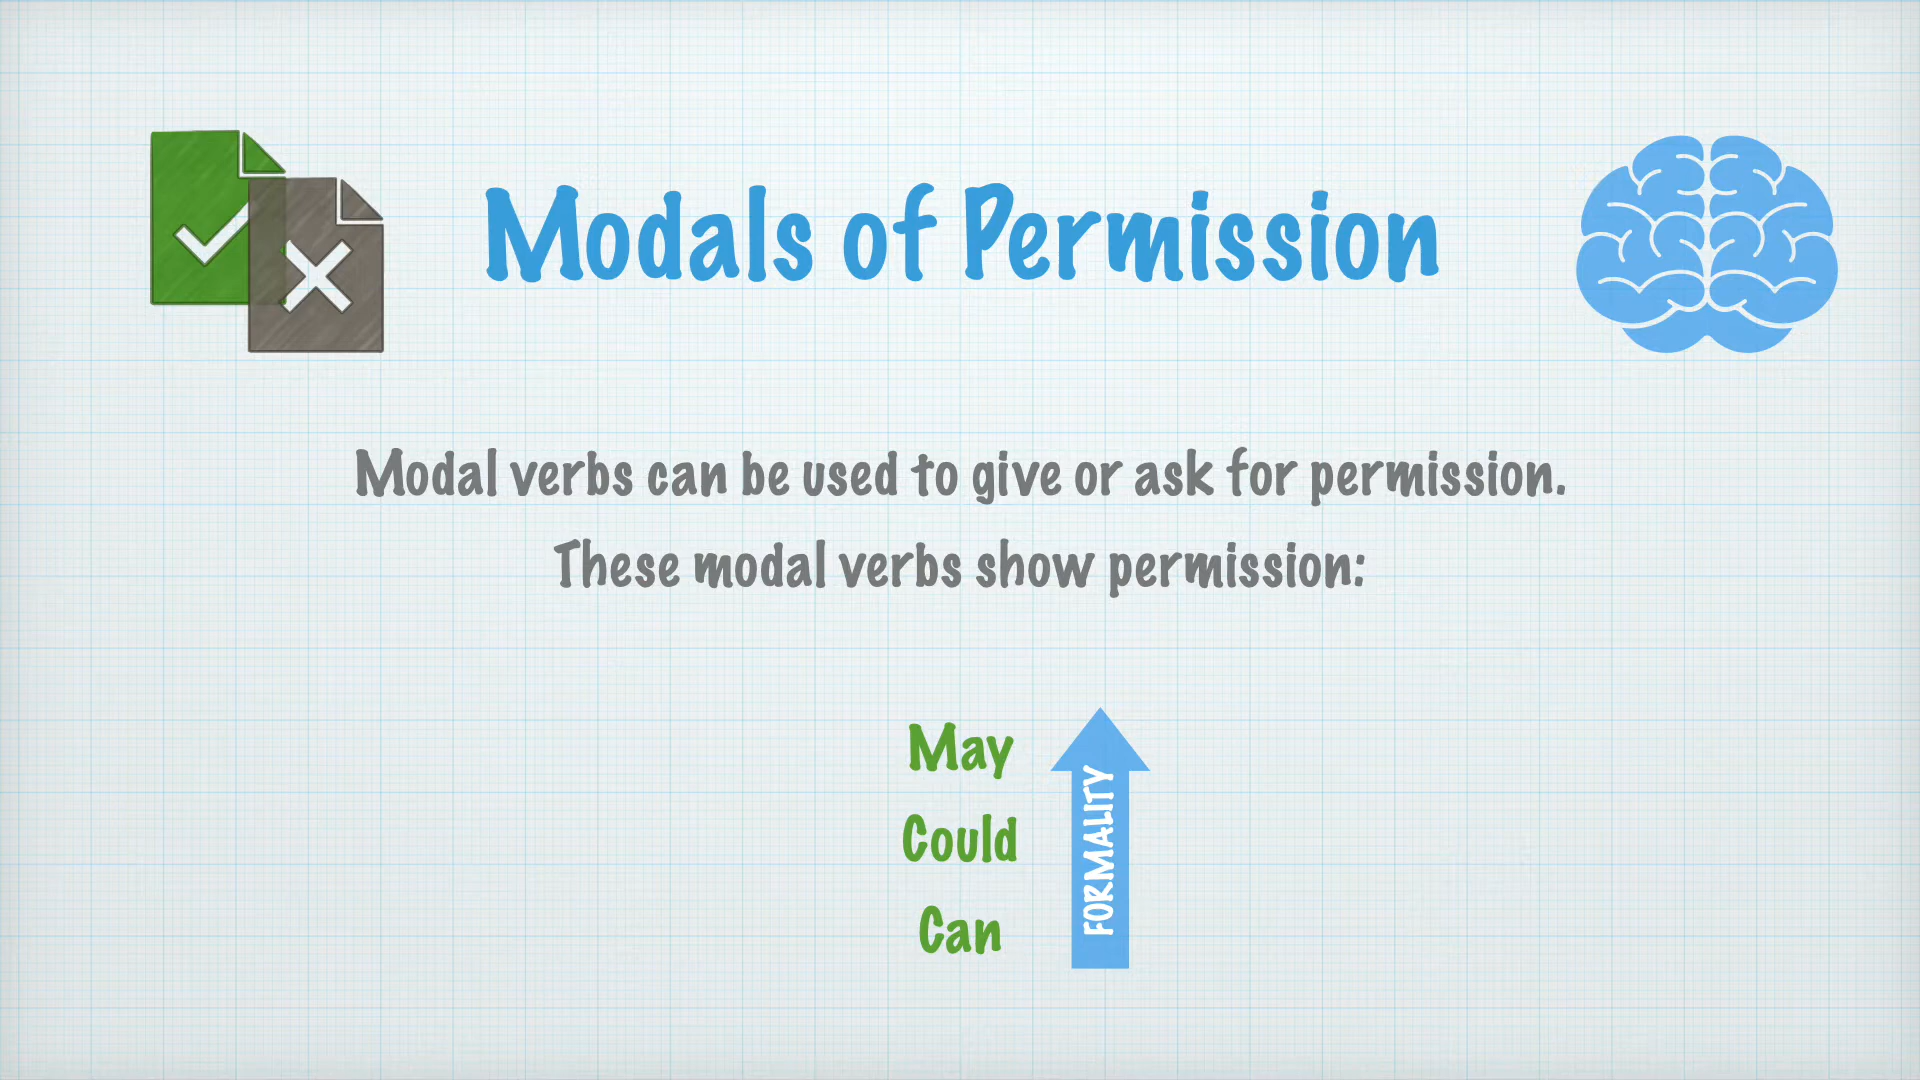 Modals of Permission
Modal verbs can be used to give or ask for permission.
These modal verbs show permission:
May
Could
Can
FORMALITY